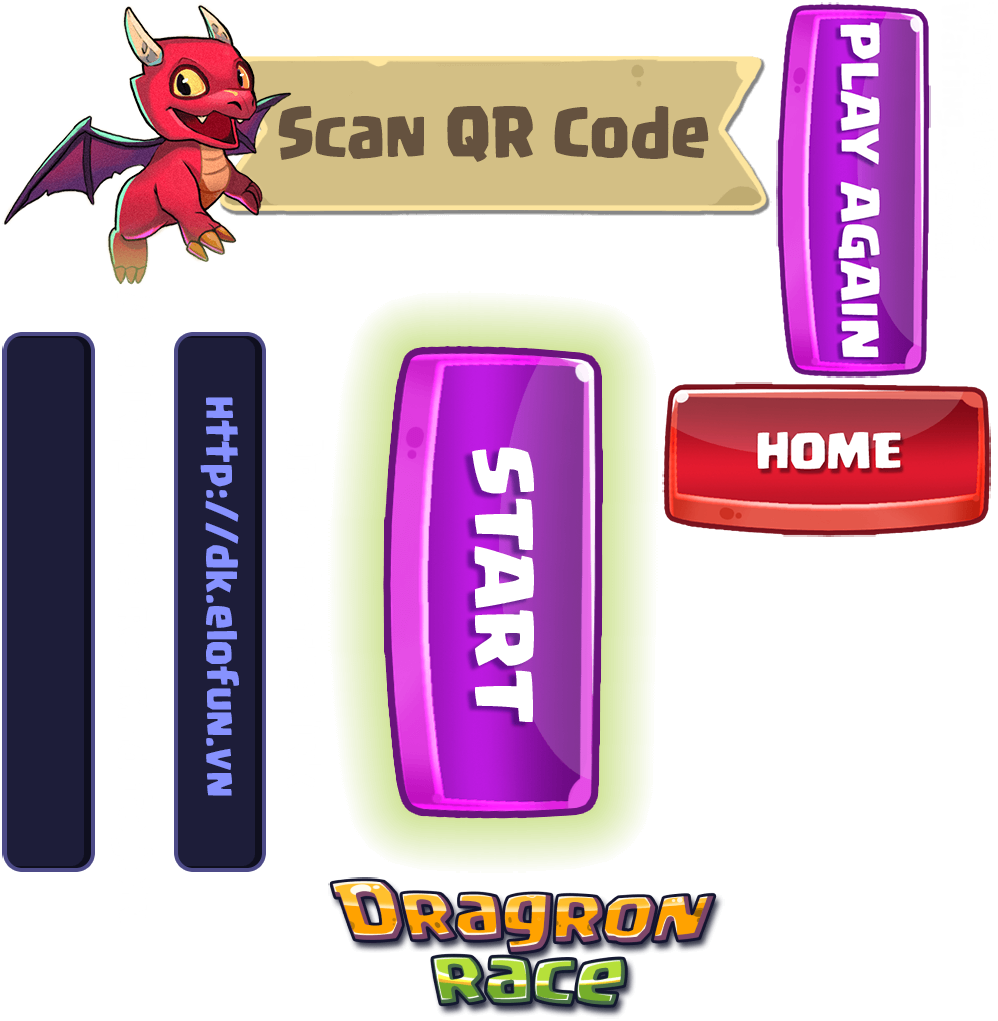 Scan QR Code
PLAY AGAIN
HOME
Http://dk.elofun.vn
START
Dragron
race